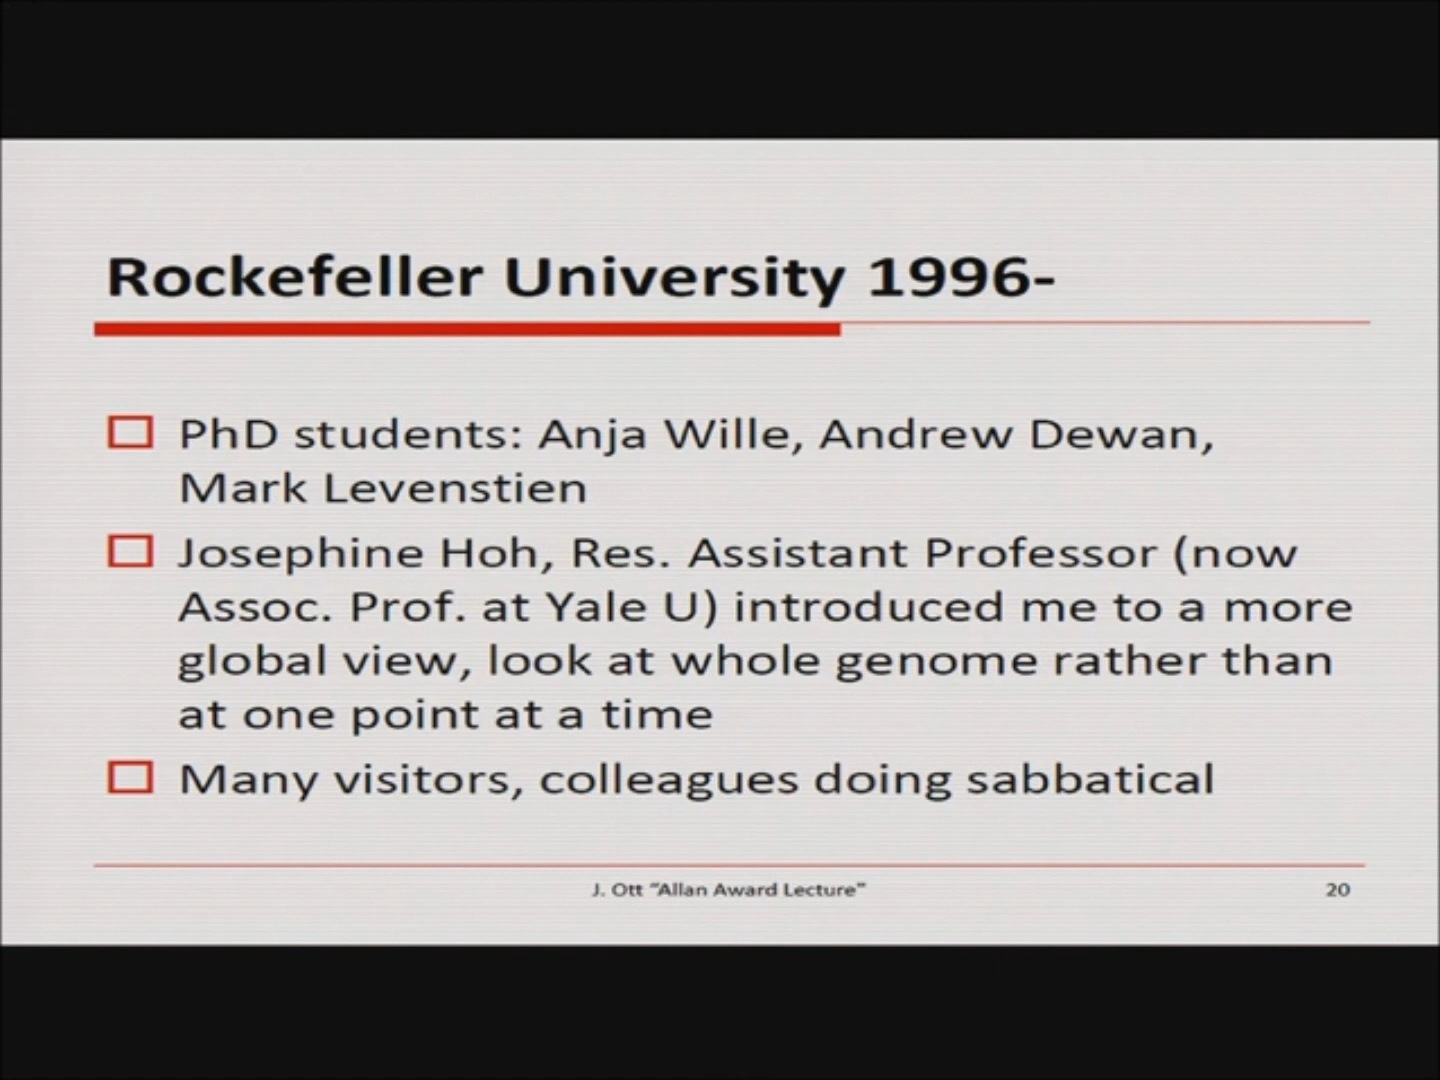 Rockefeller University 1996-
PhD students: Anja Wille, Andrew Dewan,
Mark Levenstien
Josephine Hoh, Res. Assistant Professor (now
Assoc. Prof. at Yale U) introduced me to a more
global view, look at whole genome rather than
at one point at a time
Many visitors, colleagues doing sabbatical
J. Ott "Allan Award Lecture"
20